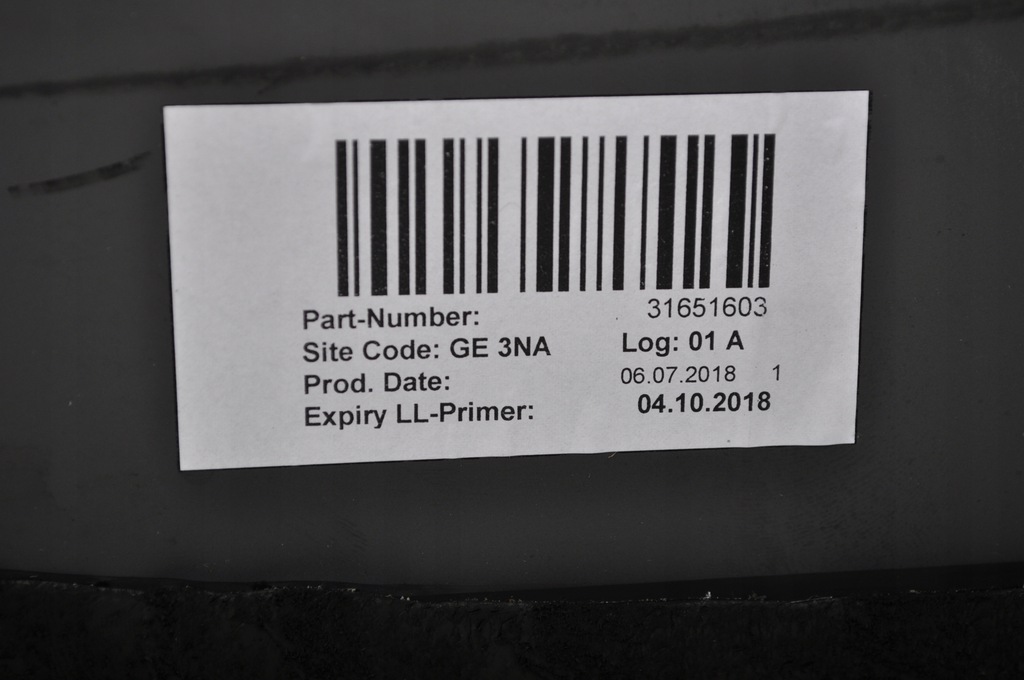 Part-Number: 31651603
Site Code: GE 3NA Log: 01 A
Prod. Date: 06.07.2018 1
Expiry LL-Primer: 04.10.2018